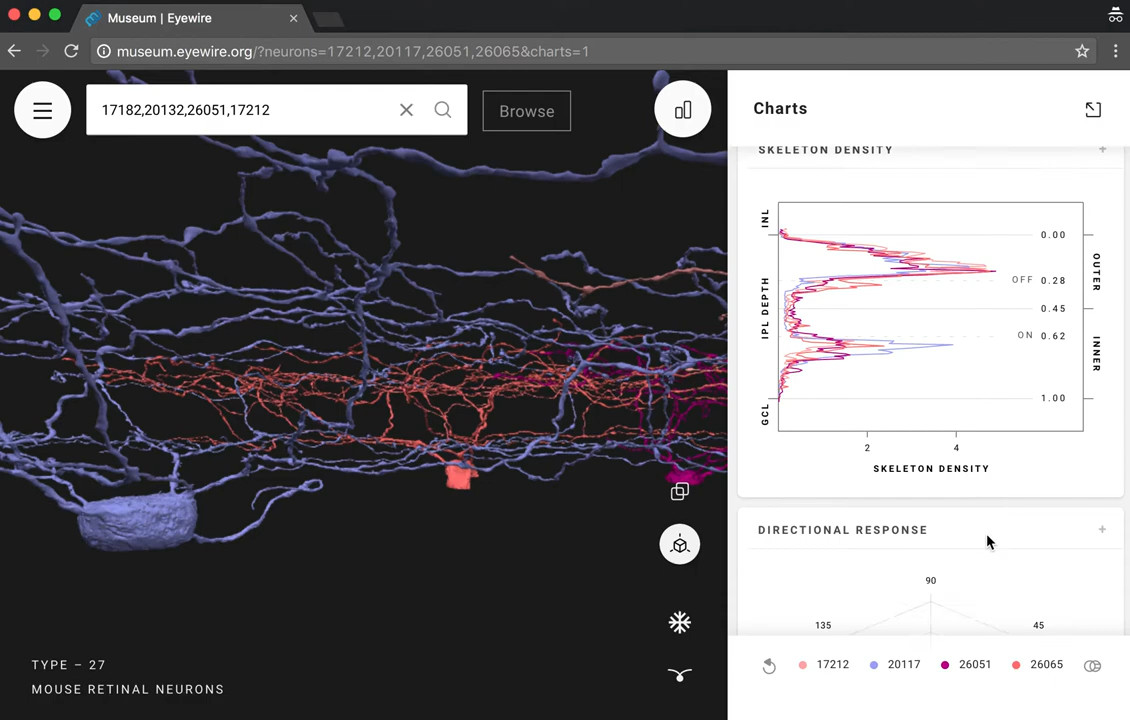 Museum | Eyewire
museum.eyewire.org/?neurons=17212,20117,26051,26065&charts=1
17182,20132,26051,17212
Browse
Charts
SKELETON DENSITY
INL
0.00
OUTER
OFF 0.28
IPL DEPTH
0.45
ON 0.62
INNER
1.00
GCL
2 4
SKELETON DENSITY
DIRECTIONAL RESPONSE
90
135 45
17212 20117 26051 26065
TYPE – 27
MOUSE RETINAL NEURONS